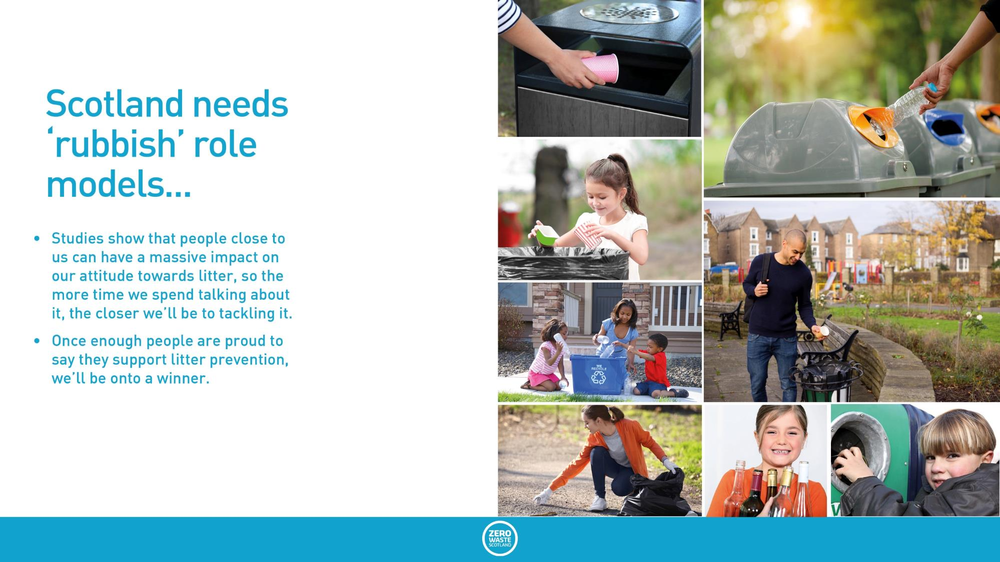 Scotland needs
‘rubbish’ role
models...
• Studies show that people close to
us can have a massive impact on
our attitude towards litter, so the
more time we spend talking about
it, the closer we’ll be to tackling it.
• Once enough people are proud to
say they support litter prevention,
we’ll be onto a winner.
WE
RECYCLE
ZERO
WASTE
SCOTLAND